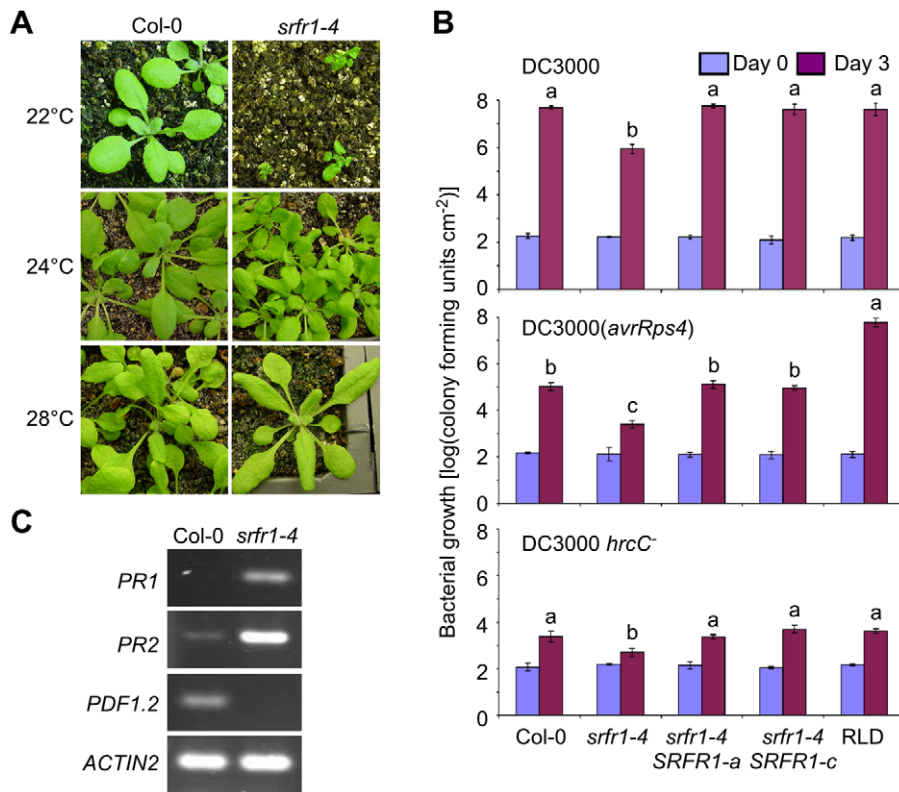 A
Col-0 srfr1-4
22°C
24°C
28°C
B
Bacterial growth [log(colony forming units cm-2)]
DC3000
Day 0 Day 3
8
6
4
2
0
a b a a a
DC3000(avrRps4)
8
6
4
2
0
b c b b a
DC3000 hrcC-
8
6
4
2
0
a b a a a
Col-0 srfr1-4 srfr1-4 srfr1-4 RLD
SRFR1-a SRFR1-c
C
Col-0 srfr1-4
PR1
PR2
PDF1.2
ACTIN2